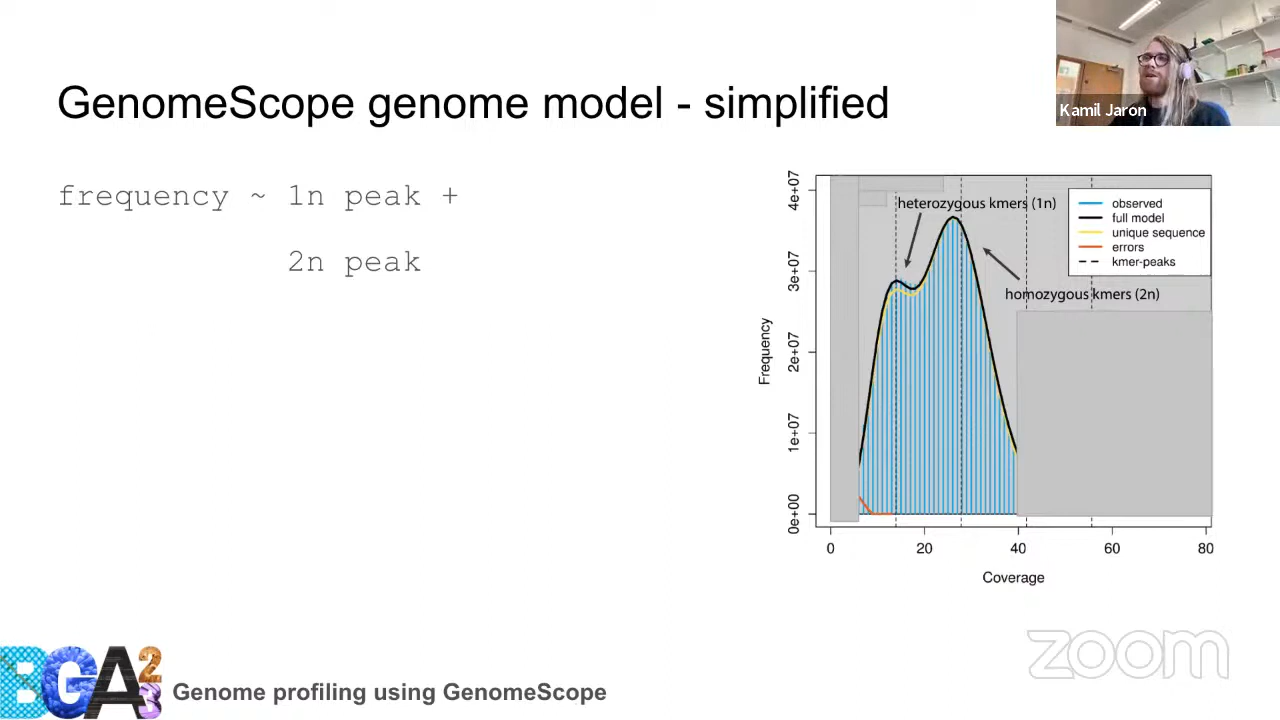 GenomeScope genome model - simplified
Kamil Jaron
frequency ~ 1n peak +
2n peak
heterozygous kmers (1n)
homozygous kmers (2n)
observed
full model
unique sequence
errors
kmer-peaks
Frequency
0e+00
1e+07
2e+07
3e+07
4e+07
0
20
40
60
80
Coverage
BGA23
Genome profiling using GenomeScope
zoom